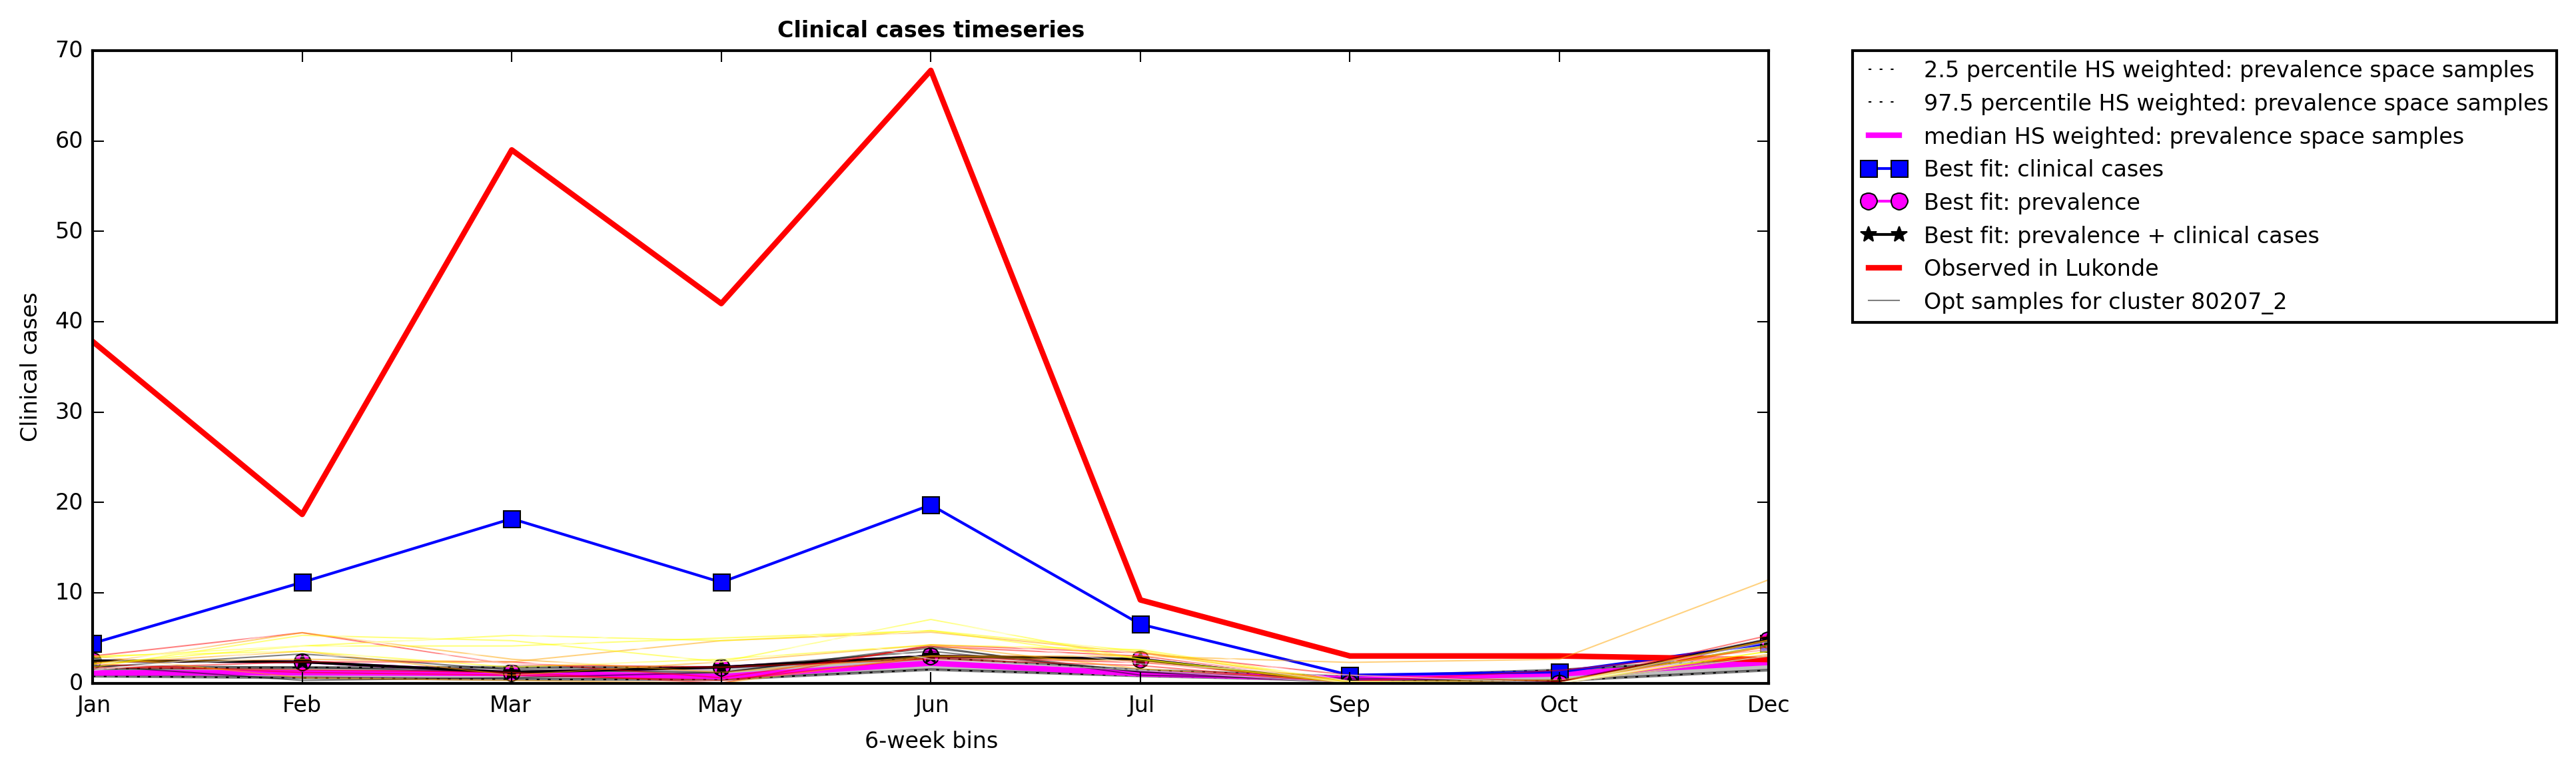 Clinical cases timeseries
70
60
50
40
30
20
10
0
Clinical cases
Jan Feb Mar May Jun Jul Sep Oct Dec
6-week bins
2.5 percentile HS weighted: prevalence space samples
97.5 percentile HS weighted: prevalence space samples
median HS weighted: prevalence space samples
Best fit: clinical cases
Best fit: prevalence
Best fit: prevalence + clinical cases
Observed in Lukonde
Opt samples for cluster 80207_2